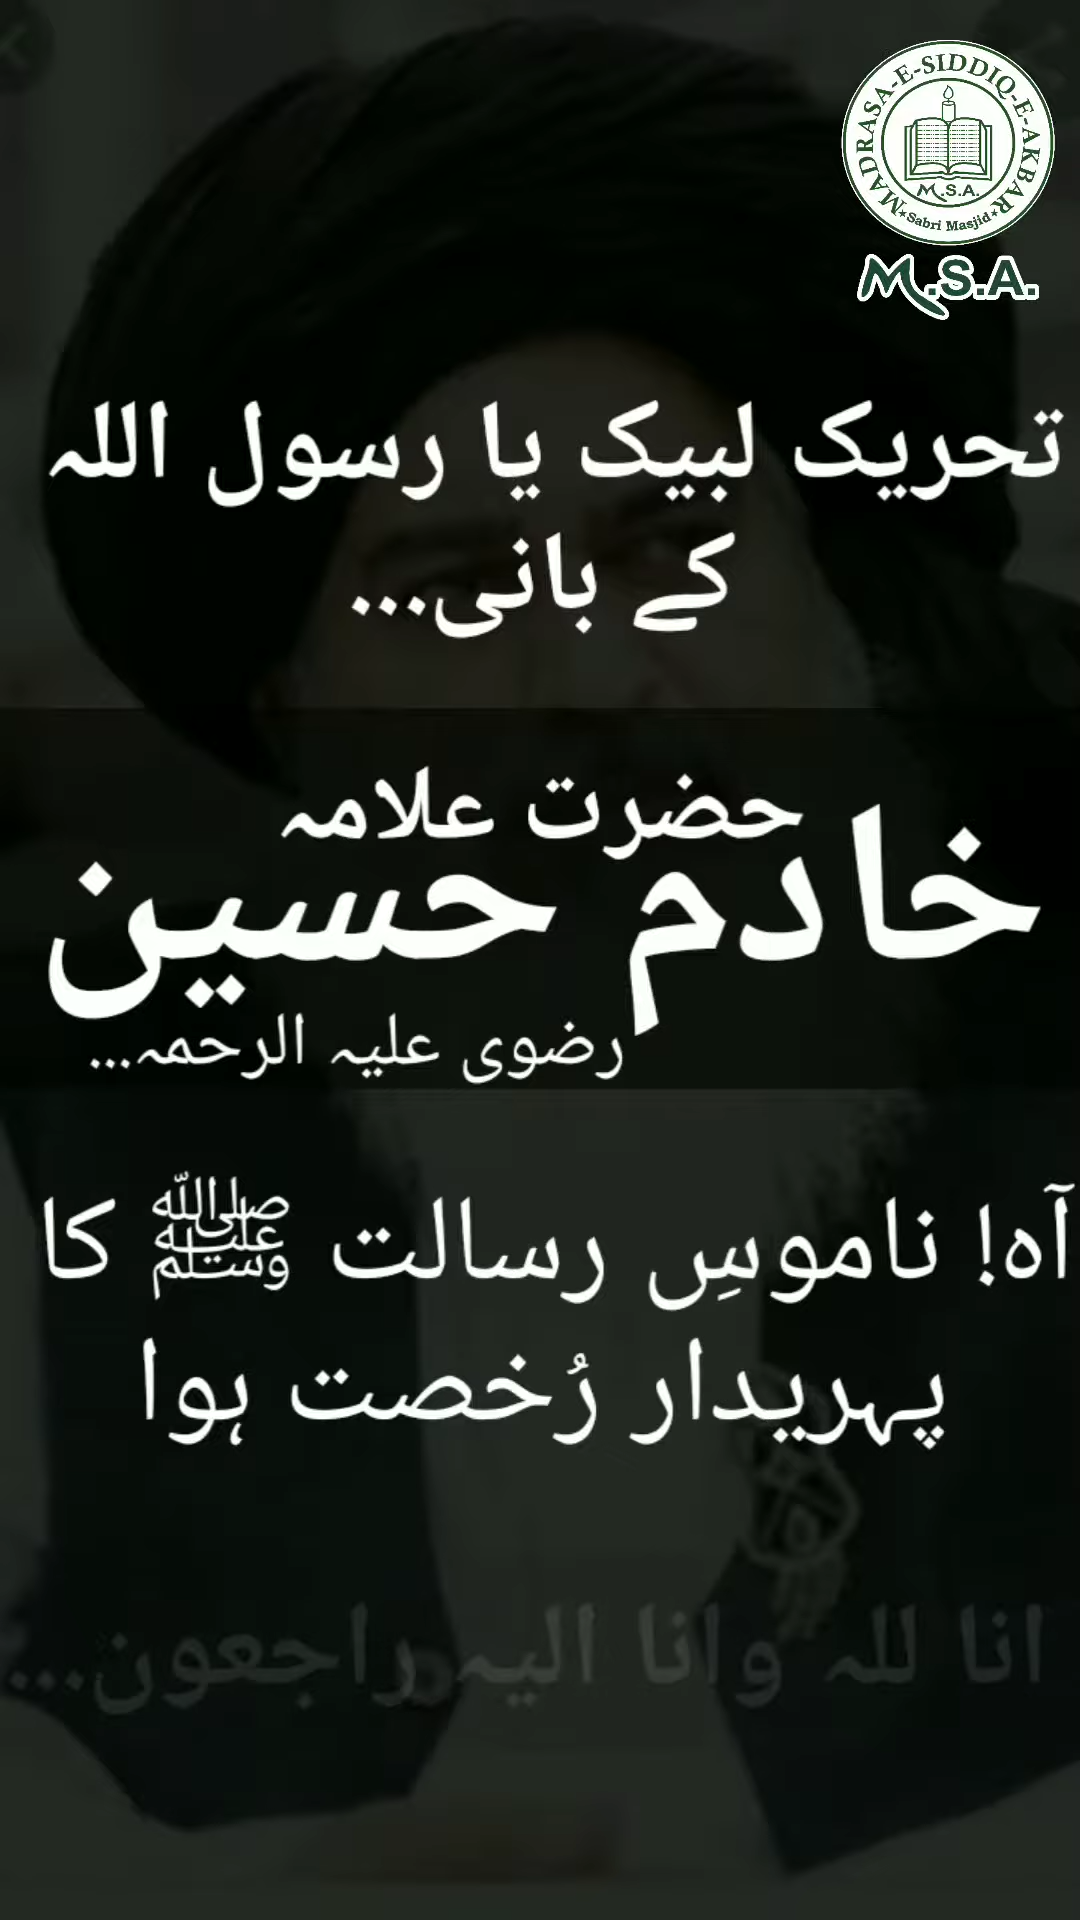 MADRASA-E-SIDDIQ-E-AKBAR
M.S.A.
★Sabri Masjid★
M.S.A.
تحریک لبیک یا رسول اللہ
کے بانی...
حضرت علامہ
خادم حسین
رضوی علیہ الرحمہ...
آہ! ناموسِ رسالت ﷺ کا
پہریدار رُخصت ہوا
انا للہ وانا الیہ راجعون...